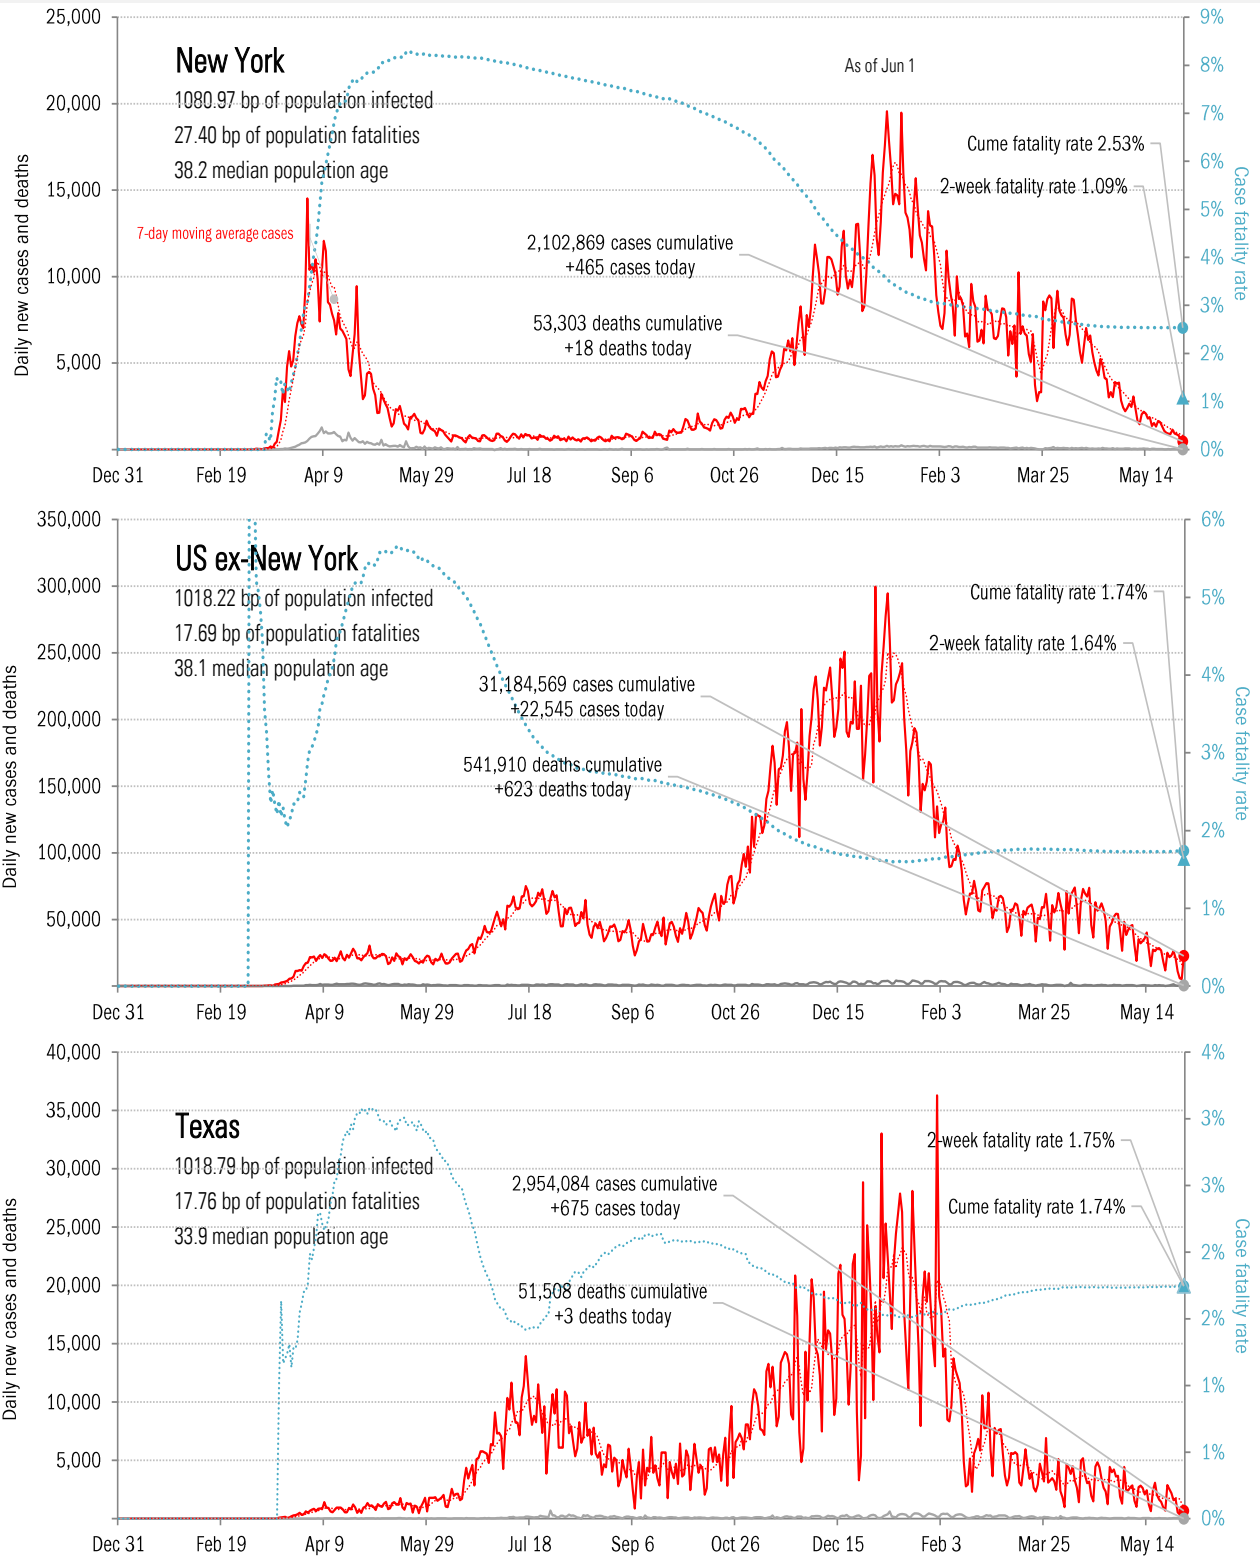 25,000
9%
New York
As of Jun 1
8%
1080.97 bp of population infected
20,000
7%
27.40 bp of population fatalities
Cume fatality rate 2.53%
6%
38.2 median population age
15,000
2-week fatality rate 1.09%
5%
7-day moving average cases
2,102,869 cases cumulative
+465 cases today
4%
10,000
3%
53,303 deaths cumulative
+18 deaths today
2%
5,000
1%
0%
Daily new cases and deaths
Case fatality rate
Dec 31 Feb 19 Apr 9 May 29 Jul 18 Sep 6 Oct 26 Dec 15 Feb 3 Mar 25 May 14
350,000
6%
US ex-New York
300,000
1018.22 bp of population infected
Cume fatality rate 1.74%
5%
17.69 bp of population fatalities
2-week fatality rate 1.64%
250,000
38.1 median population age
4%
31,184,569 cases cumulative
+22,545 cases today
200,000
3%
541,910 deaths cumulative
+623 deaths today
150,000
2%
100,000
1%
50,000
0%
Daily new cases and deaths
Case fatality rate
Dec 31 Feb 19 Apr 9 May 29 Jul 18 Sep 6 Oct 26 Dec 15 Feb 3 Mar 25 May 14
40,000
4%
35,000
3%
Texas
2-week fatality rate 1.75%
30,000
1018.79 bp of population infected
2,954,084 cases cumulative
+675 cases today
3%
17.76 bp of population fatalities
Cume fatality rate 1.74%
25,000
33.9 median population age
2%
20,000
51,508 deaths cumulative
+3 deaths today
2%
15,000
1%
10,000
1%
5,000
0%
Daily new cases and deaths
Case fatality rate
Dec 31 Feb 19 Apr 9 May 29 Jul 18 Sep 6 Oct 26 Dec 15 Feb 3 Mar 25 May 14